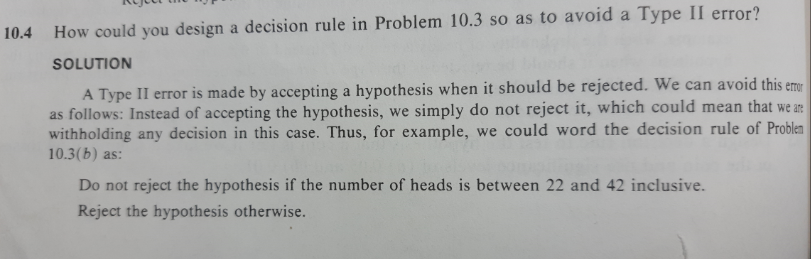 10.4 How could you design a decision rule in Problem 10.3 so as to avoid a Type II error?
SOLUTION
A Type II error is made by accepting a hypothesis when it should be rejected. We can avoid this error
as follows: Instead of accepting the hypothesis, we simply do not reject it, which could mean that we are
withholding any decision in this case. Thus, for example, we could word the decision rule of Problem
10.3(b) as:
Do not reject the hypothesis if the number of heads is between 22 and 42 inclusive.
Reject the hypothesis otherwise.